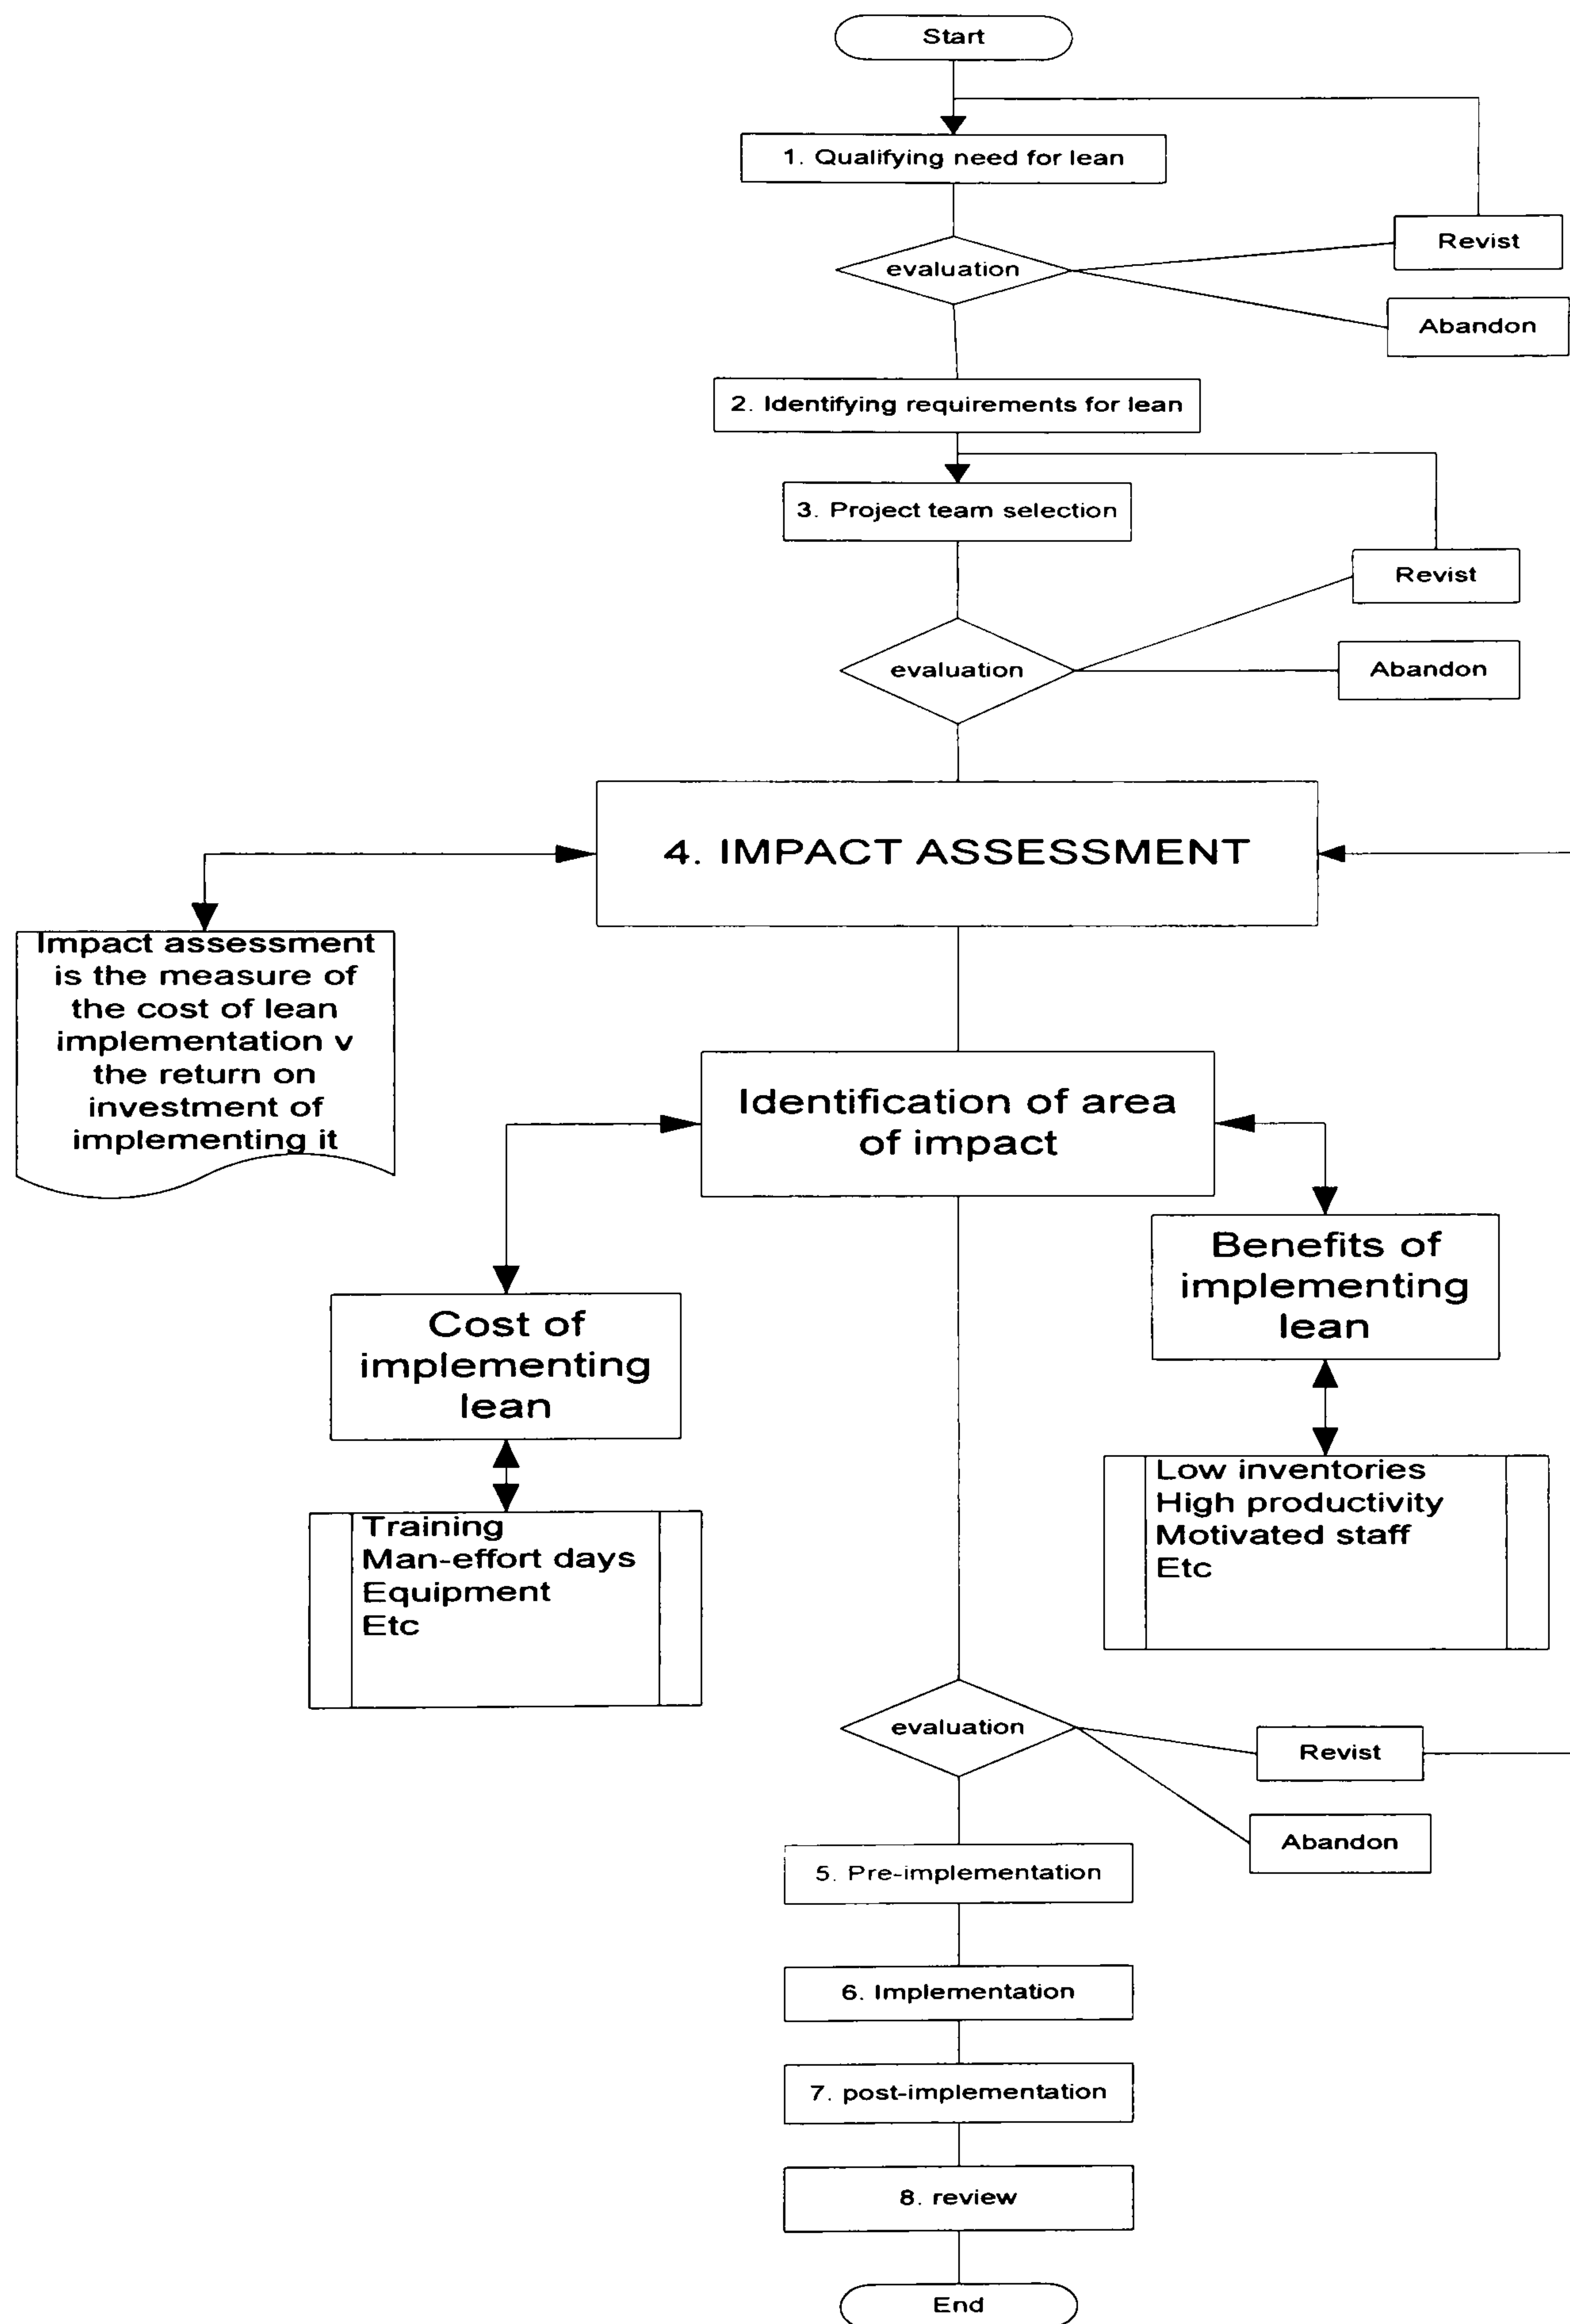 Start
1. Qualifying need for lean
evaluation
Revist
Abandon
2. Identifying requirements for lean
3. Project team selection
Revist
evaluation
Abandon
4. IMPACT ASSESSMENT
Impact assessment
is the measure of
the cost of lean
implementation v
the return on
investment of
implementing it
Identification of area
of impact
Benefits of
implementing
lean
Cost of
implementing
lean
Low inventories
High productivity
Motivated staff
Etc
Training
Man-effort days
Equipment
Etc
evaluation
Revist
Abandon
5. Pre-implementation
6. Implementation
7. post-implementation
8. review
End